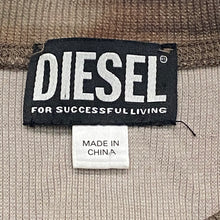 DIESEL
FOR SUCCESSFUL LIVING
MADE IN
CHINA